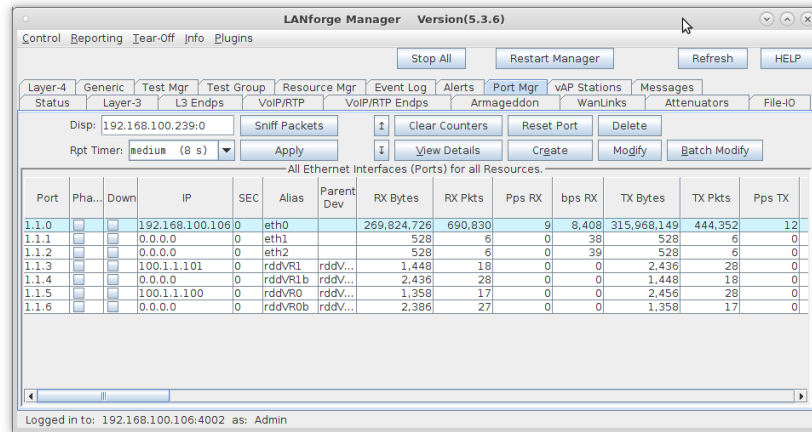 LANforge Manager Version(5.3.6)
Control Reporting Tear-Off Info Plugins
Stop All Restart Manager Refresh HELP
Layer-4 Generic Test Mgr Test Group Resource Mgr Event Log Alerts Port Mgr vAP Stations Messages
Status Layer-3 L3 Endps VoIP/RTP VoIP/RTP Endps Armageddon WanLinks Attenuators File-IO
Disp: 192.168.100.239:0 Sniff Packets ↥ Clear Counters Reset Port Delete
Rpt Timer: medium (8 s) Apply ↧ View Details Create Modify Batch Modify
All Ethernet Interfaces (Ports) for all Resources.
Port Pha... Down IP SEC Alias Parent Dev RX Bytes RX Pkts Pps RX bps RX TX Bytes TX Pkts Pps TX
1.1.0 192.168.100.106 0 eth0 269,824,726 690,830 9 8,408 315,968,149 444,352 12
1.1.1 0.0.0.0 0 eth1 528 6 0 38 528 6 0
1.1.2 0.0.0.0 0 eth2 528 6 0 39 528 6 0
1.1.3 100.1.1.101 0 rddVR1 rddV... 1,448 18 0 0 2,436 28 0
1.1.4 0.0.0.0 0 rddVR1b rddV... 2,436 28 0 0 1,448 18 0
1.1.5 100.1.1.100 0 rddVR0 rddV... 1,358 17 0 0 2,456 28 0
1.1.6 0.0.0.0 0 rddVR0b rddV... 2,386 27 0 0 1,358 17 0
Logged in to: 192.168.100.106:4002 as: Admin